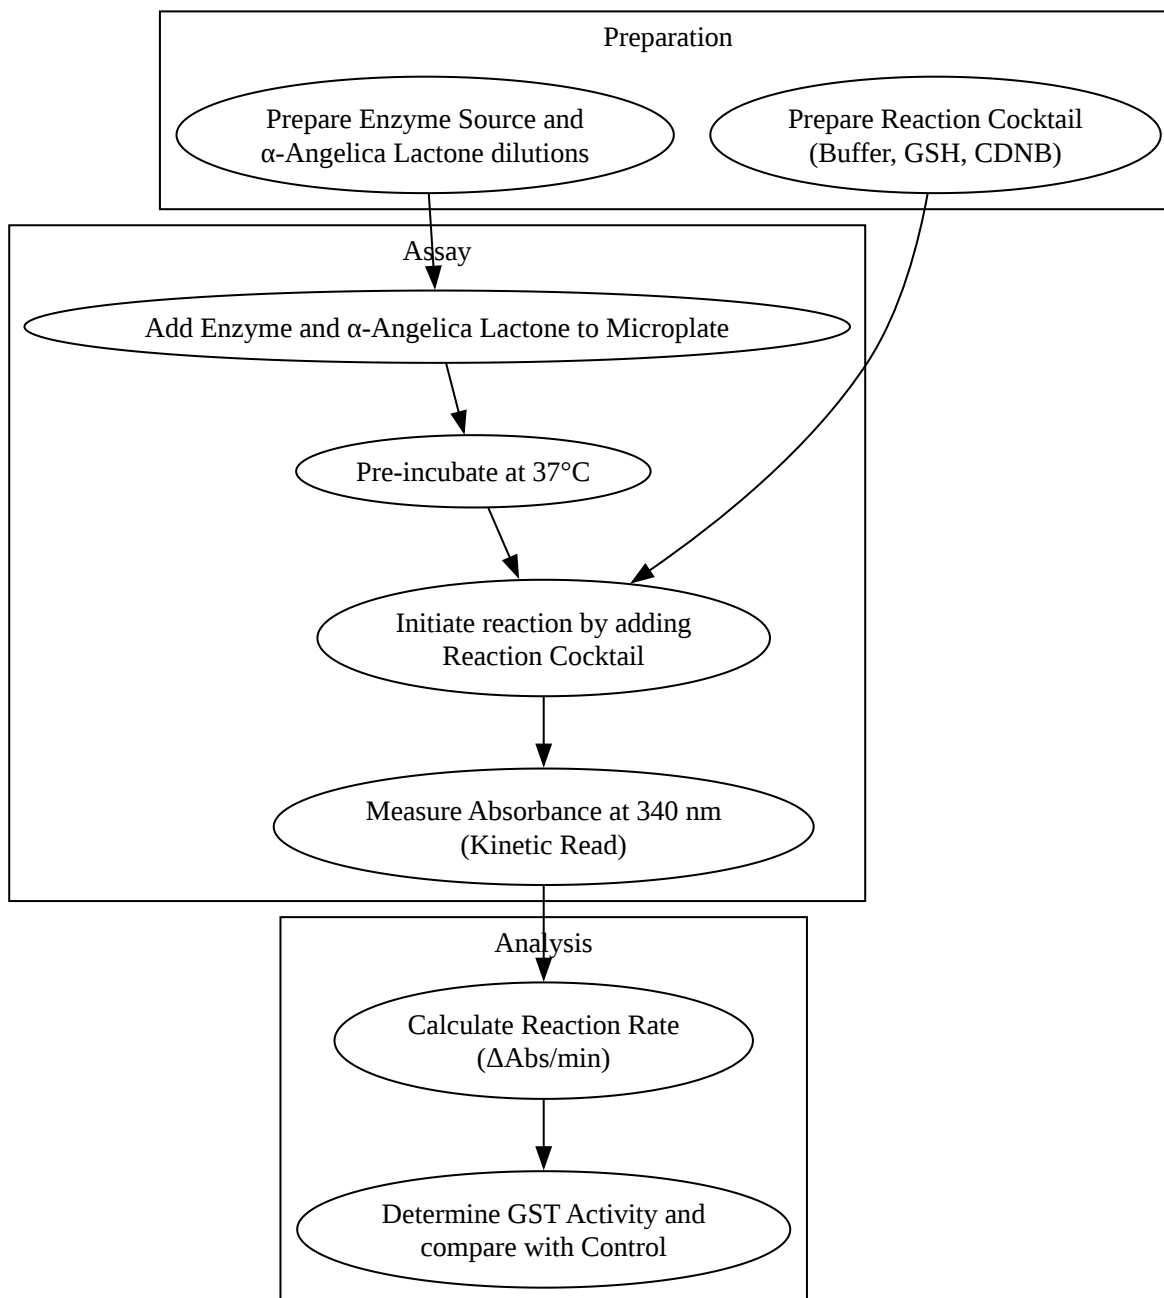 Preparation
Prepare Enzyme Source and
α-Angelica Lactone dilutions
Prepare Reaction Cocktail
(Buffer, GSH, CDNB)
Assay
Add Enzyme and α-Angelica Lactone to Microplate
Pre-incubate at 37°C
Initiate reaction by adding
Reaction Cocktail
Measure Absorbance at 340 nm
(Kinetic Read)
Analysis
Calculate Reaction Rate
(ΔAbs/min)
Determine GST Activity and
compare with Control